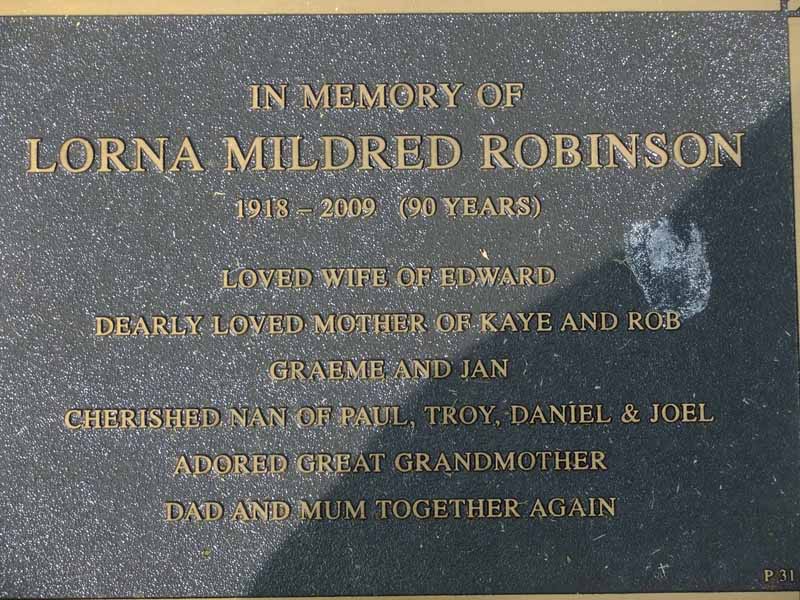 IN MEMORY OF
LORNA MILDRED ROBINSON
1918 – 2009 (90 YEARS)
LOVED WIFE OF EDWARD
DEARLY LOVED MOTHER OF KAYE AND ROB
GRAEME AND JAN
CHERISHED NAN OF PAUL, TROY, DANIEL & JOEL
ADORED GREAT GRANDMOTHER
DAD AND MUM TOGETHER AGAIN
P 31